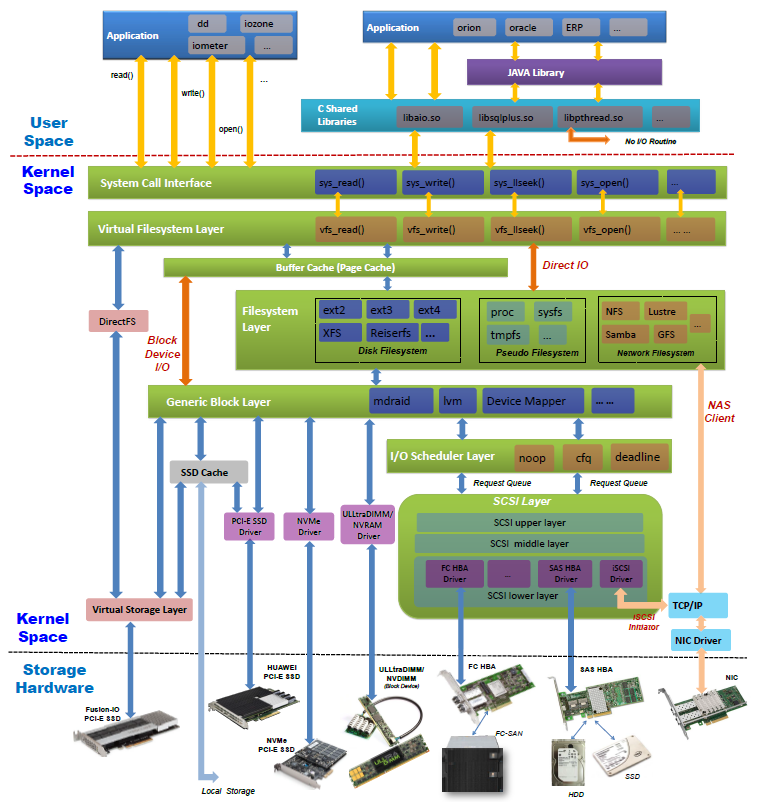 dd
iozone
Application
iometer
...
Application
orion
oracle
ERP
...
read()
write()
open()
...
JAVA Library
C Shared
Libraries
libaio.so
libsqlplus.so
libpthread.so
...
No I/O Routine
User
Space
Kernel
Space
System Call Interface
sys_read()
sys_write()
sys_llseek()
sys_open()
...
Virtual Filesystem Layer
vfs_read()
vfs_write()
vfs_llseek()
vfs_open()
... ...
Buffer Cache (Page Cache)
Direct IO
DirectFS
Block
Device
I/O
Filesystem
Layer
ext2
ext3
ext4
XFS
Reiserfs
...
Disk Filesystem
proc
sysfs
tmpfs
...
Pseudo Filesystem
NFS
Lustre
...
Samba
GFS
Network Filesystem
Generic Block Layer
mdraid
lvm
Device Mapper
... ...
NAS
Client
I/O Scheduler Layer
noop
cfq
deadline
SSD Cache
Request Queue
Request Queue
SCSI Layer
SCSI upper layer
SCSI middle layer
PCI-E SSD
Driver
NVMe
Driver
ULLtraDIMM/
NVRAM
Driver
FC HBA
Driver
...
SAS HBA
Driver
iSCSI
Driver
SCSI lower layer
Virtual Storage Layer
TCP/IP
iSCSI
Initiator
Kernel
Space
NIC Driver
Storage
Hardware
Fusion-IO
PCI-E SSD
HUAWEI
PCI-E SSD
NVMe
PCI-E SSD
ULLtraDIMM/
NVDIMM
(Block Device)
FC HBA
SAS HBA
NIC
FC-SAN
HDD
SSD
Local Storage